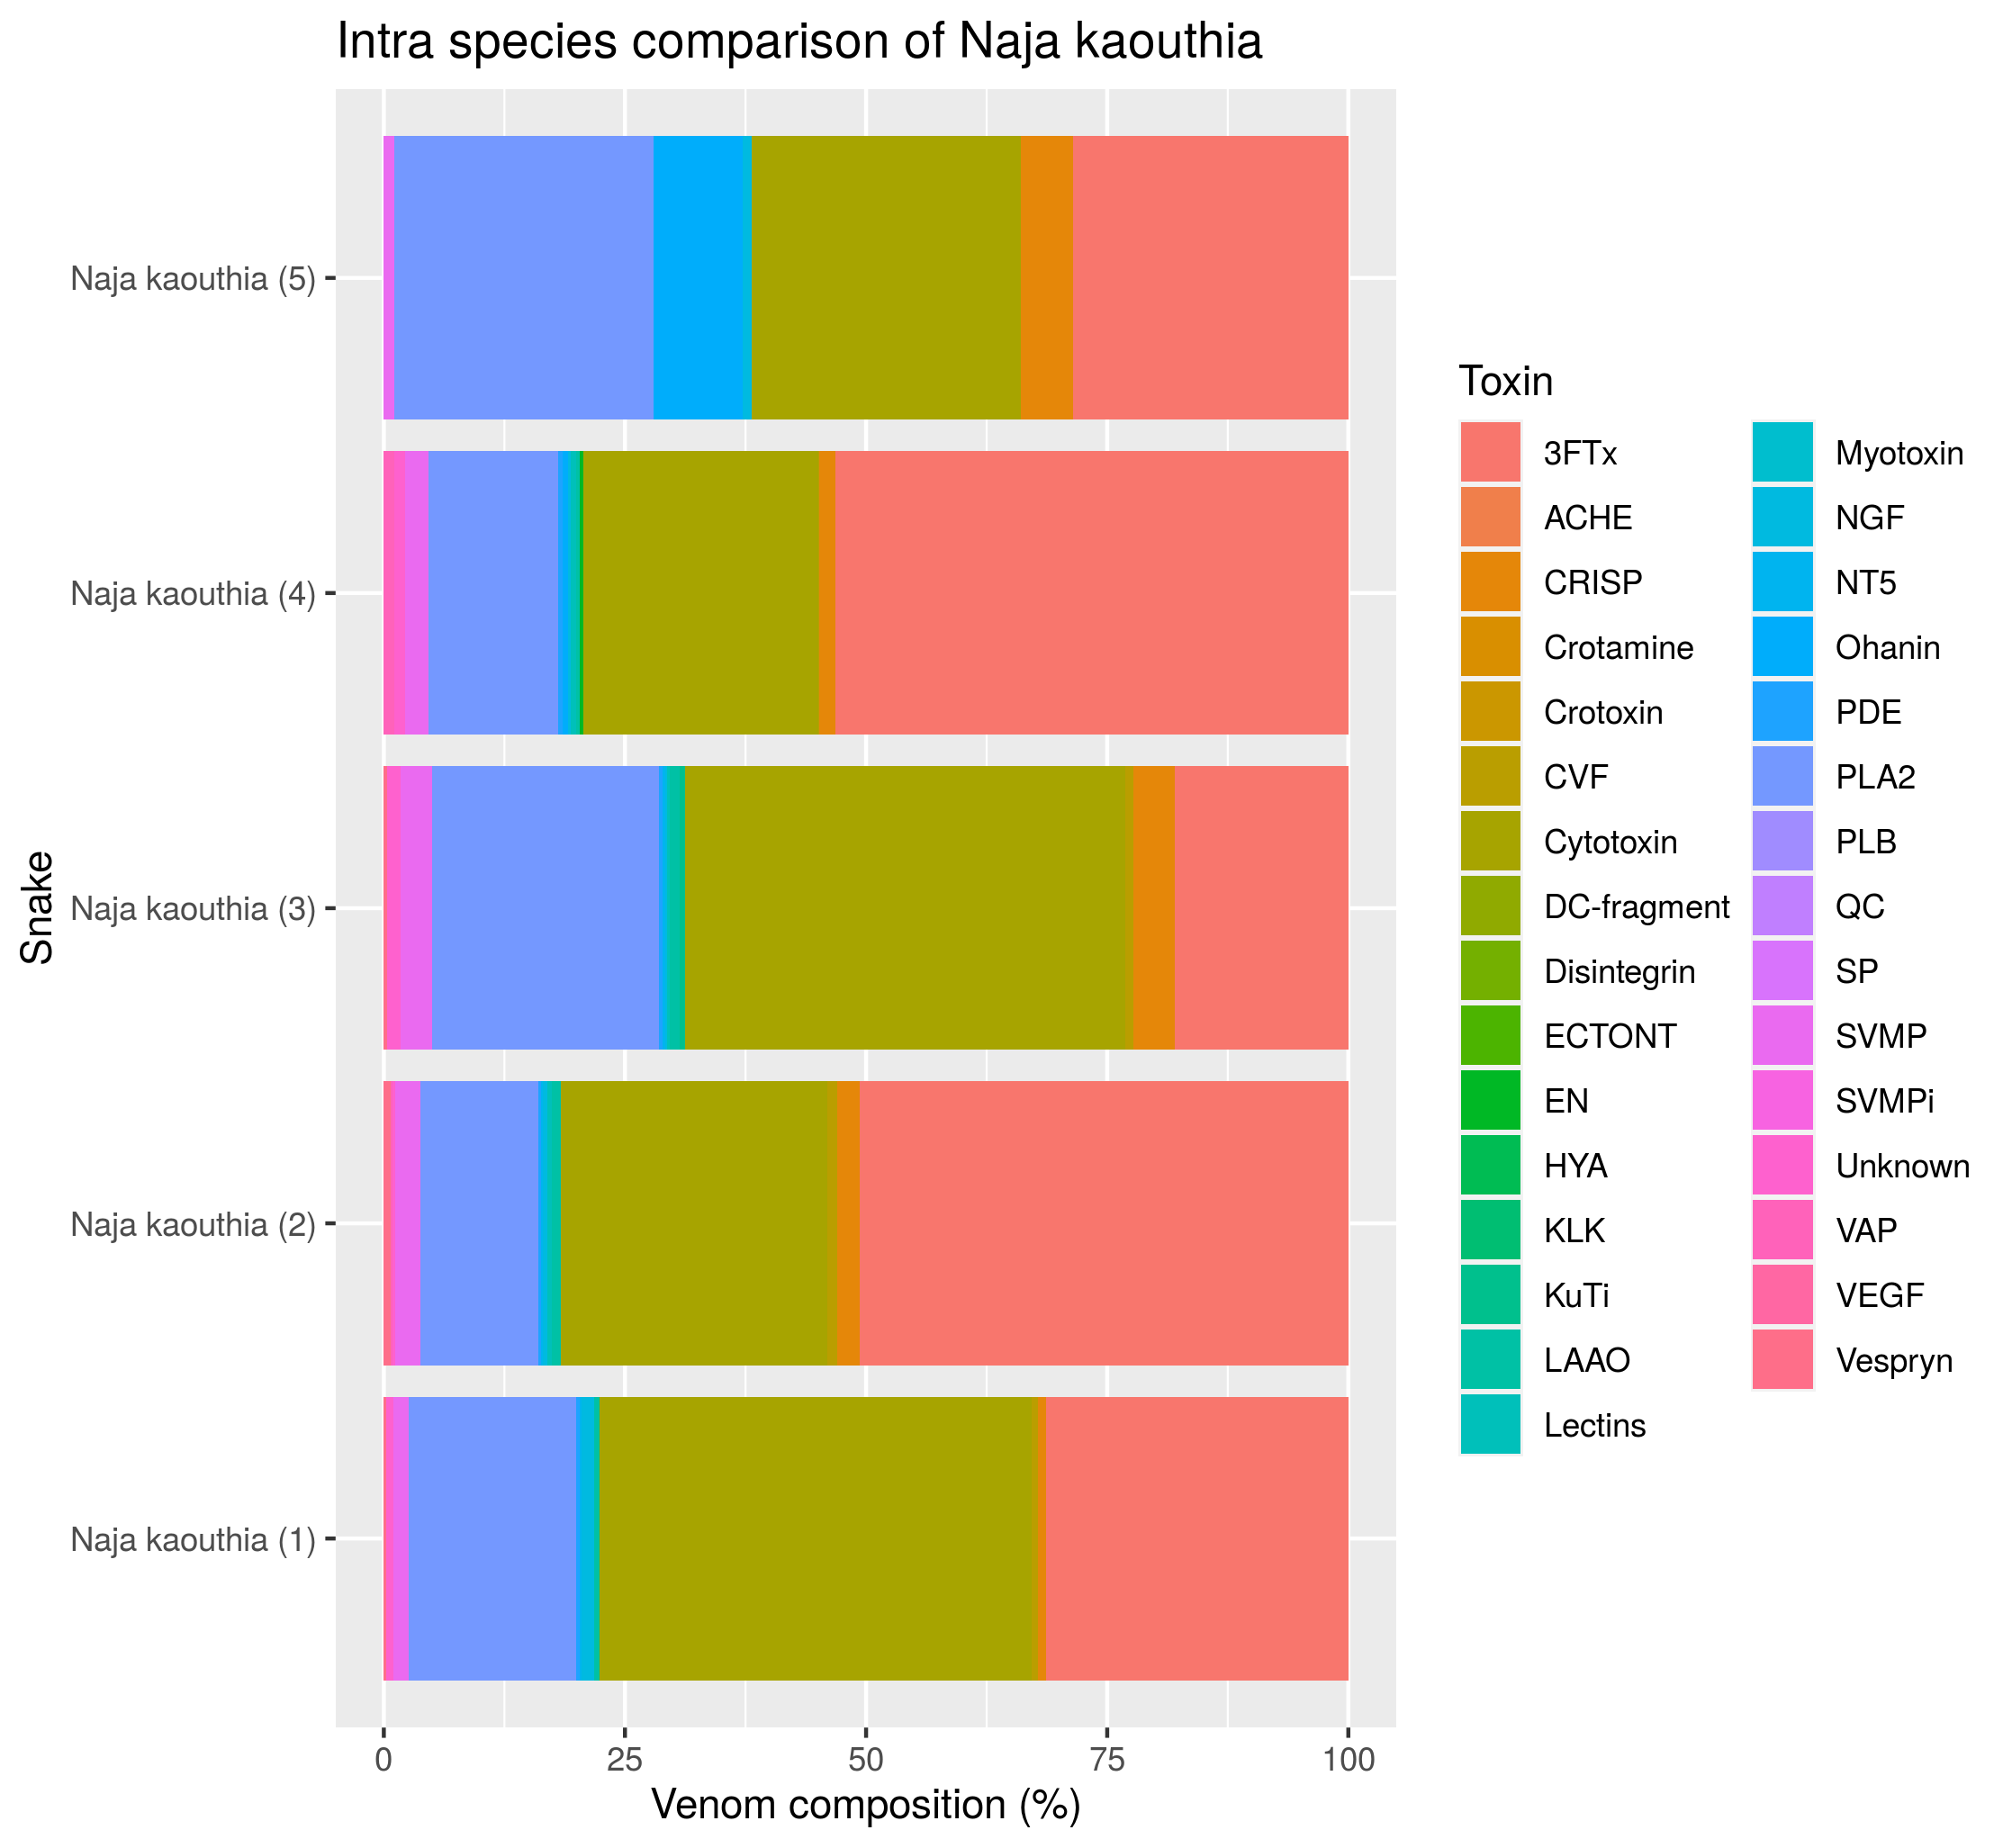 Intra species comparison of Naja kaouthia
Snake
Naja kaouthia (5)
Naja kaouthia (4)
Naja kaouthia (3)
Naja kaouthia (2)
Naja kaouthia (1)
0 25 50 75 100
Venom composition (%)
Toxin
3FTx
ACHE
CRISP
Crotamine
Crotoxin
CVF
Cytotoxin
DC-fragment
Disintegrin
ECTONT
EN
HYA
KLK
KuTi
LAAO
Lectins
Myotoxin
NGF
NT5
Ohanin
PDE
PLA2
PLB
QC
SP
SVMP
SVMPi
Unknown
VAP
VEGF
Vespryn